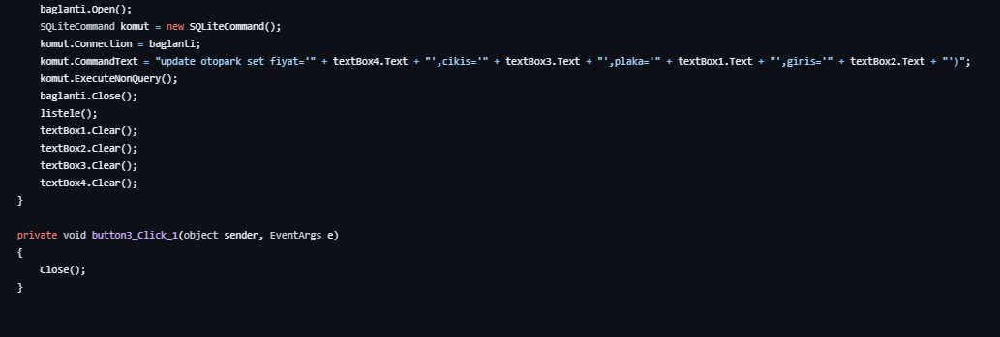 baglanti.Open();
SQLiteCommand komut = new SQLiteCommand();
komut.Connection = baglanti;
komut.CommandText = "update otopark set fiyat='" + textBox4.Text + "',cikis='" + textBox3.Text + "',plaka='" + textBox1.Text + "',giris='" + textBox2.Text + "')";
komut.ExecuteNonQuery();
baglanti.Close();
listele();
textBox1.Clear();
textBox2.Clear();
textBox3.Clear();
textBox4.Clear();
}
private void button3_Click_1(object sender, EventArgs e)
{
Close();
}